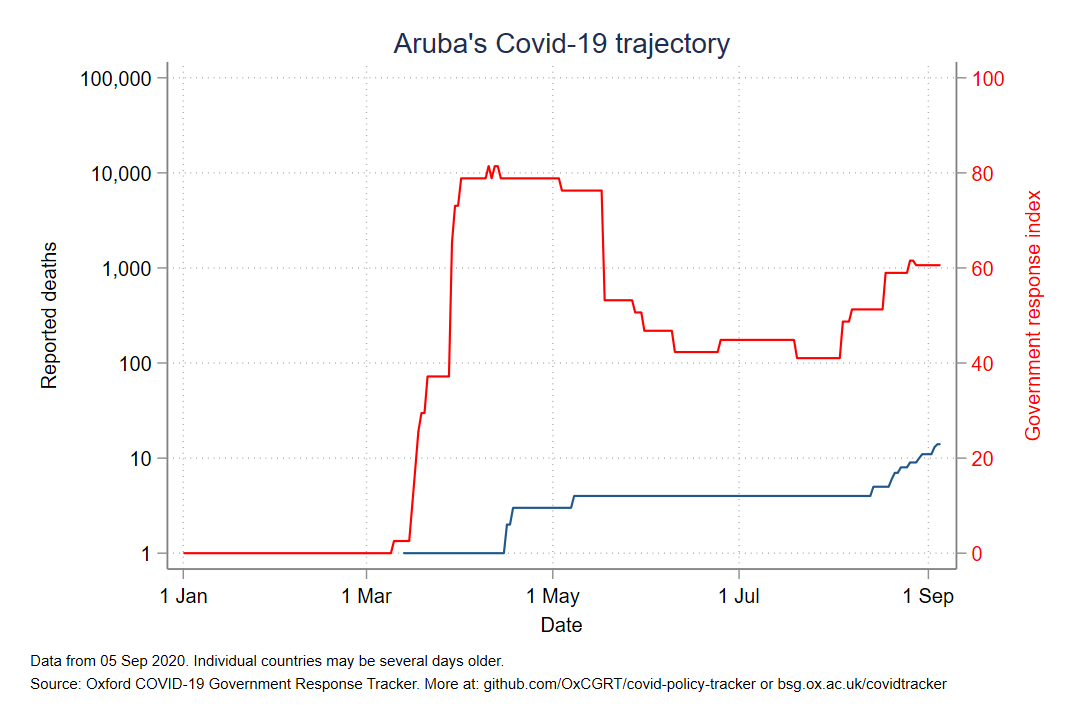 Aruba's Covid-19 trajectory
100,000
10,000
1,000
100
10
1
Reported deaths
100
80
60
40
20
0
Government response index
1 Jan
1 Mar
1 May
1 Jul
1 Sep
Date
Data from 05 Sep 2020. Individual countries may be several days older.
Source: Oxford COVID-19 Government Response Tracker. More at: github.com/OxCGRT/covid-policy-tracker or bsg.ox.ac.uk/covidtracker